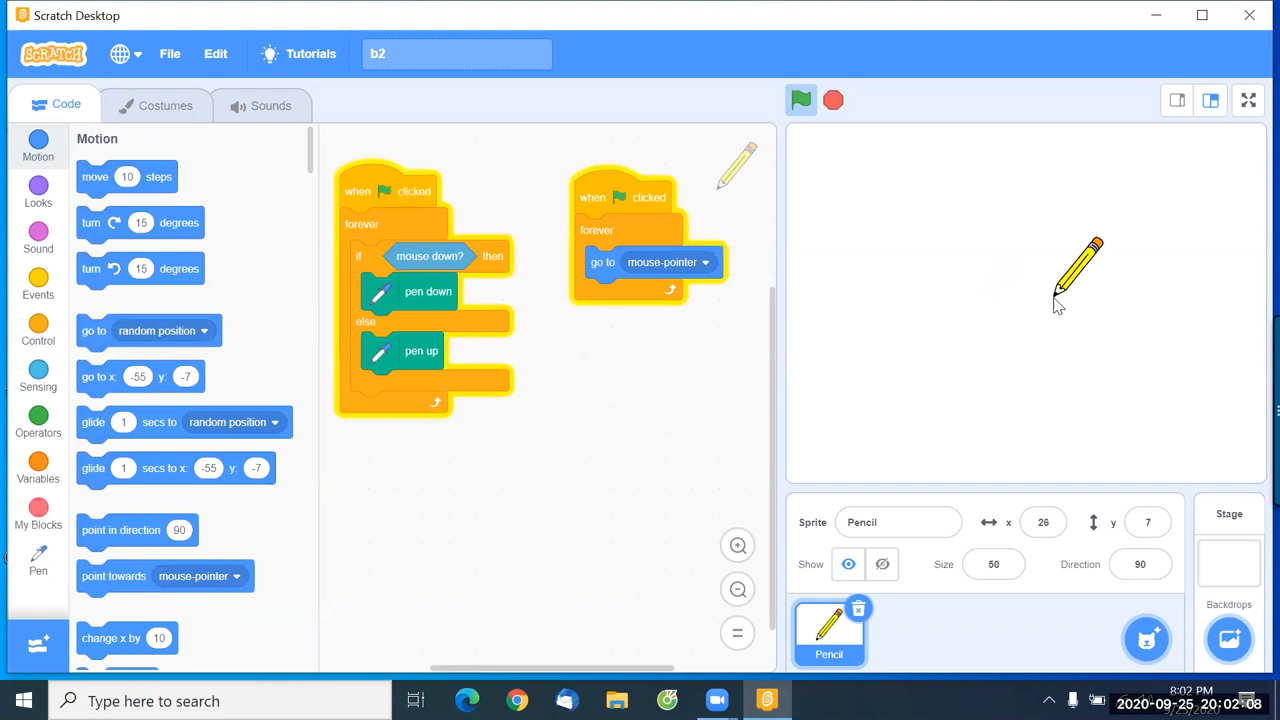 Scratch Desktop
SCRATCH
File
Edit
Tutorials
b2
Code
Costumes
Sounds
Motion
Looks
Sound
Events
Control
Sensing
Operators
Variables
My Blocks
Pen
Motion
move 10 steps
turn 15 degrees
turn 15 degrees
go to random position
go to x: -55 y: -7
glide 1 secs to random position
glide 1 secs to x: -55 y: -7
point in direction 90
point towards mouse-pointer
change x by 10
when clicked
forever
if mouse down? then
pen down
else
pen up
when clicked
forever
go to mouse-pointer
Sprite Pencil x 26 y 7
Show Size 50 Direction 90
Pencil
Stage
Backdrops
Type here to search
8:02 PM
2020-09-25 20:02:08